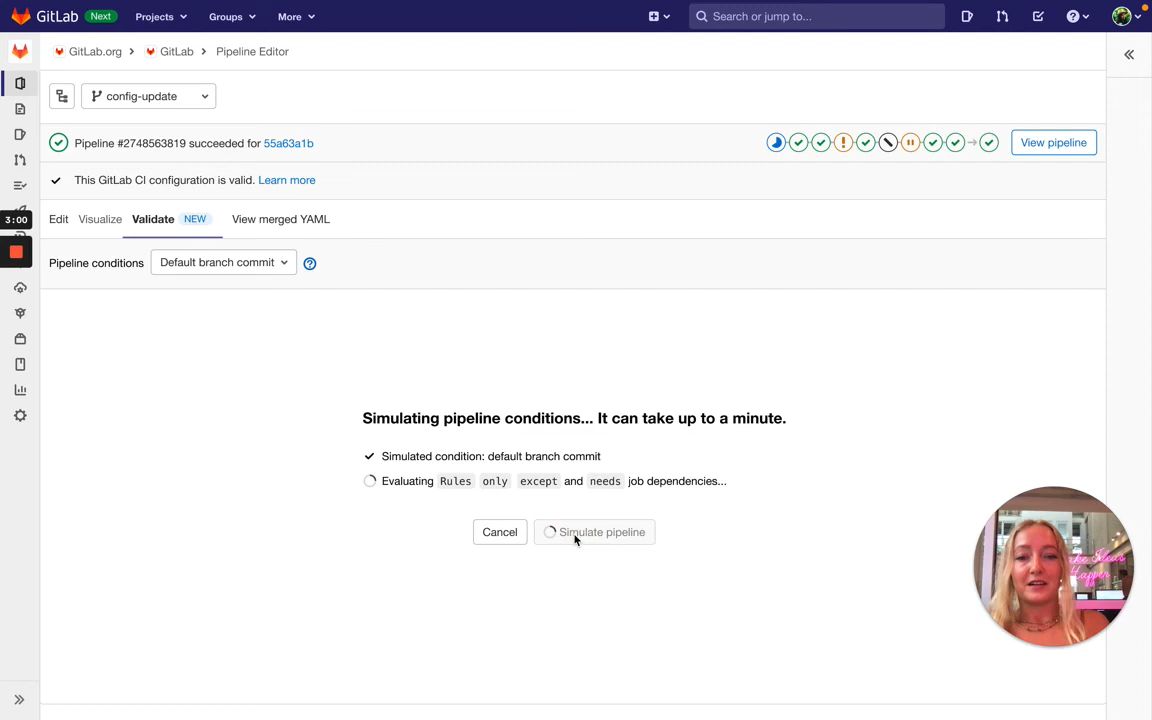 GitLab Next Projects Groups More Search or jump to...
GitLab.org > GitLab > Pipeline Editor
config-update
Pipeline #2748563819 succeeded for 55a63a1b View pipeline
This GitLab CI configuration is valid. Learn more
3:00
Edit Visualize Validate NEW View merged YAML
Pipeline conditions Default branch commit
Simulating pipeline conditions... It can take up to a minute.
Simulated condition: default branch commit
Evaluating Rules only except and needs job dependencies...
Cancel Simulate pipeline
Ideas
Happen